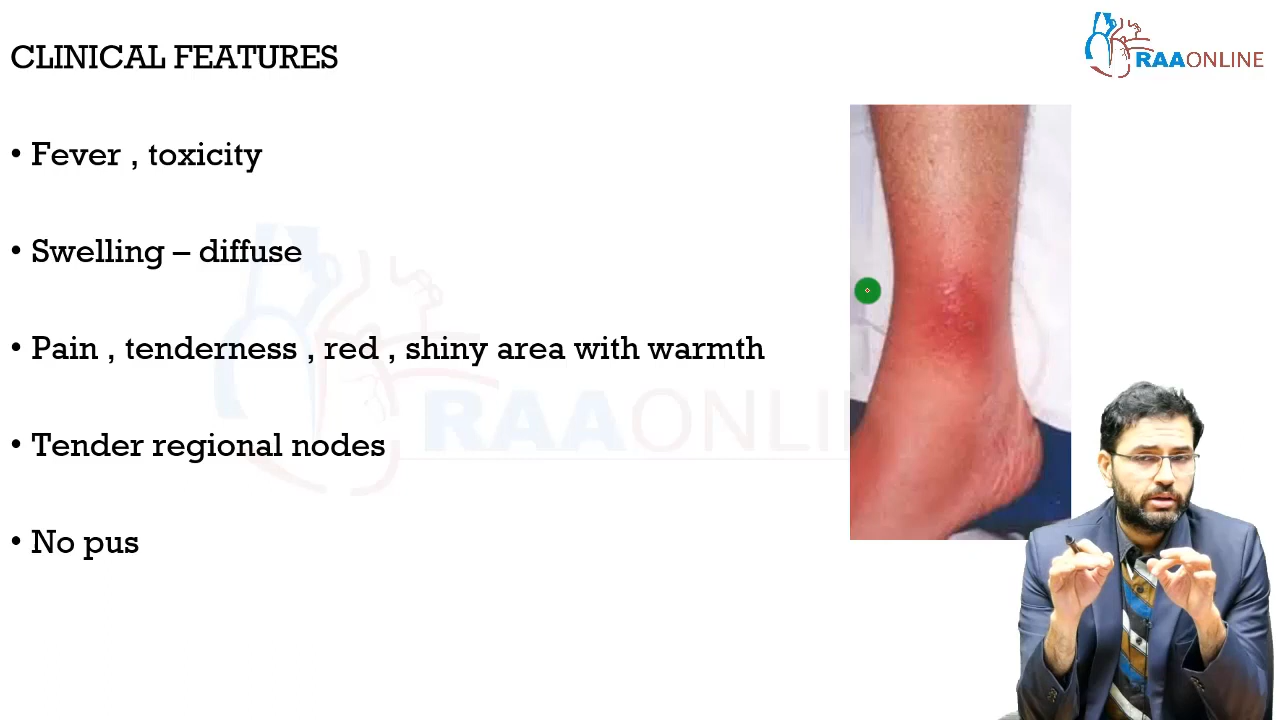 CLINICAL FEATURES
RAAONLINE
• Fever , toxicity
• Swelling – diffuse
• Pain , tenderness , red , shiny area with warmth
• Tender regional nodes
RAAONLINE
• No pus